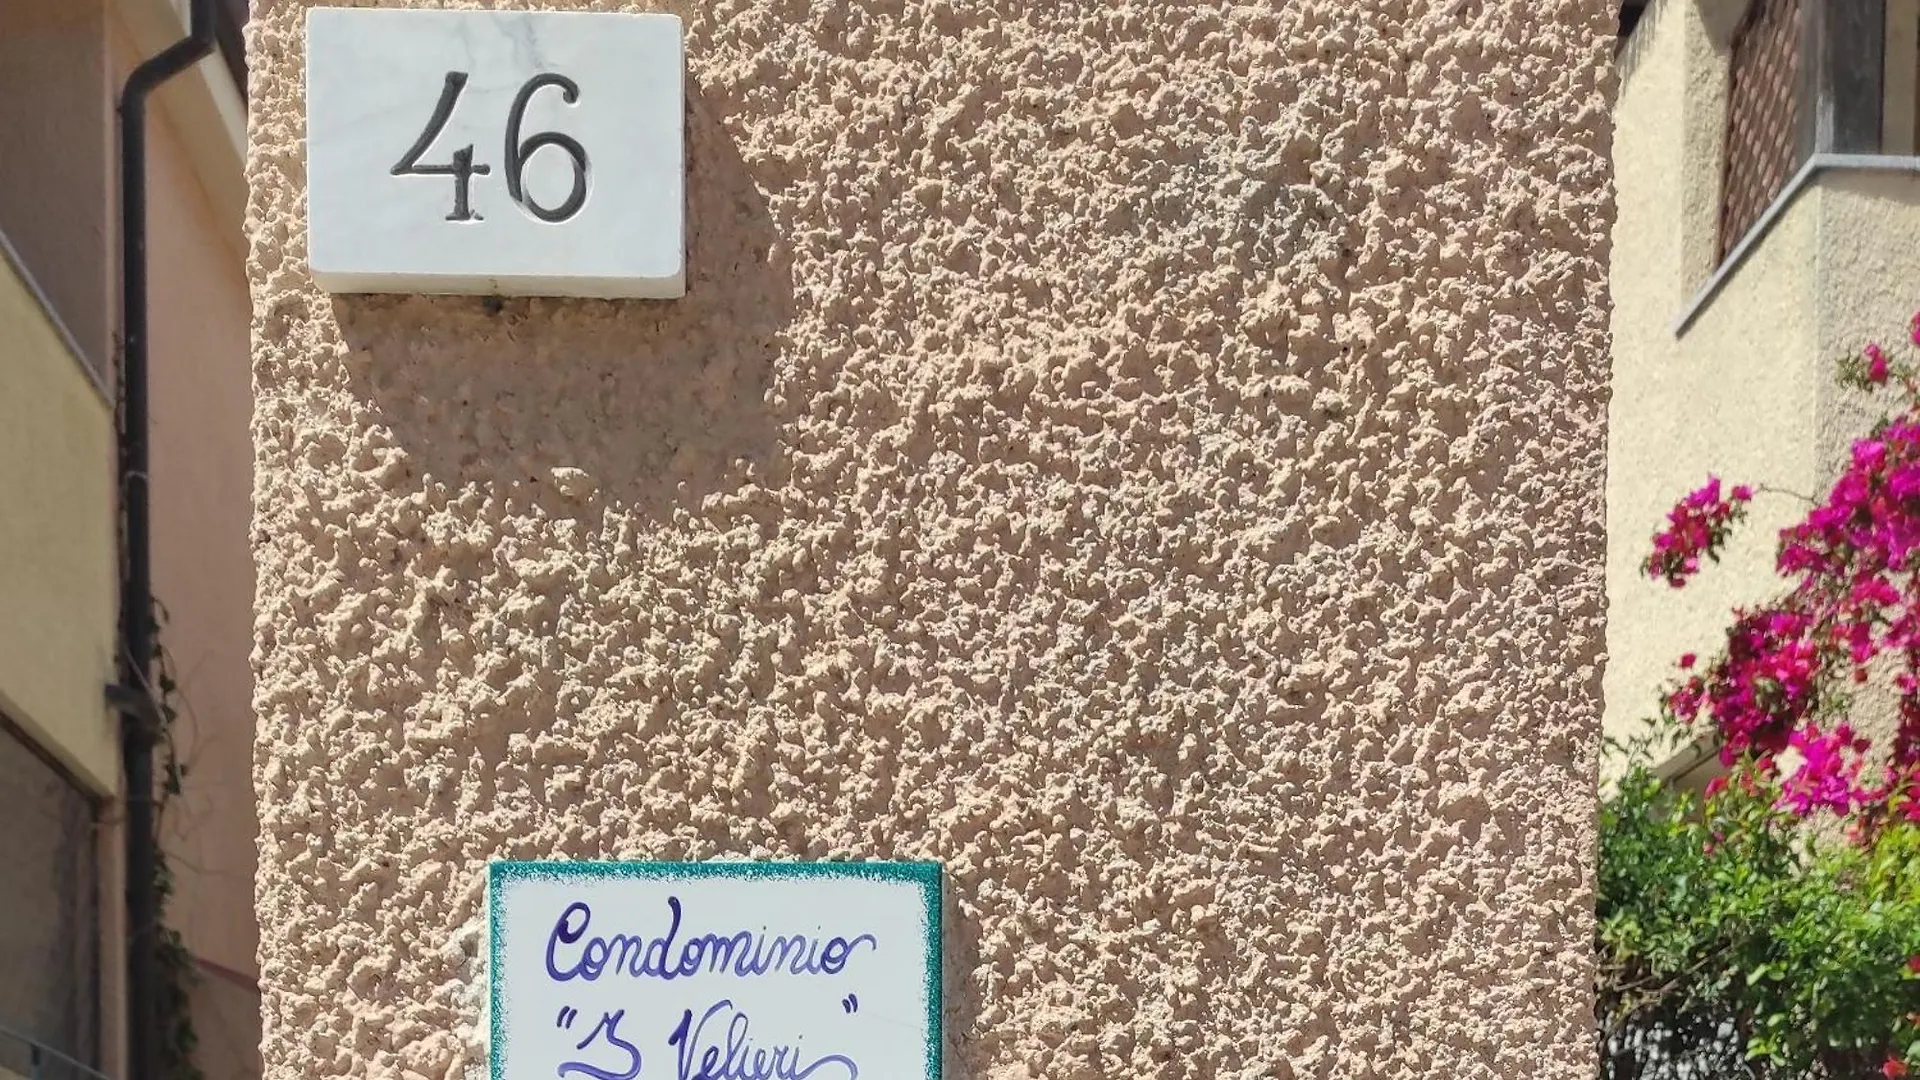 46
Condominio
"I Velieri"